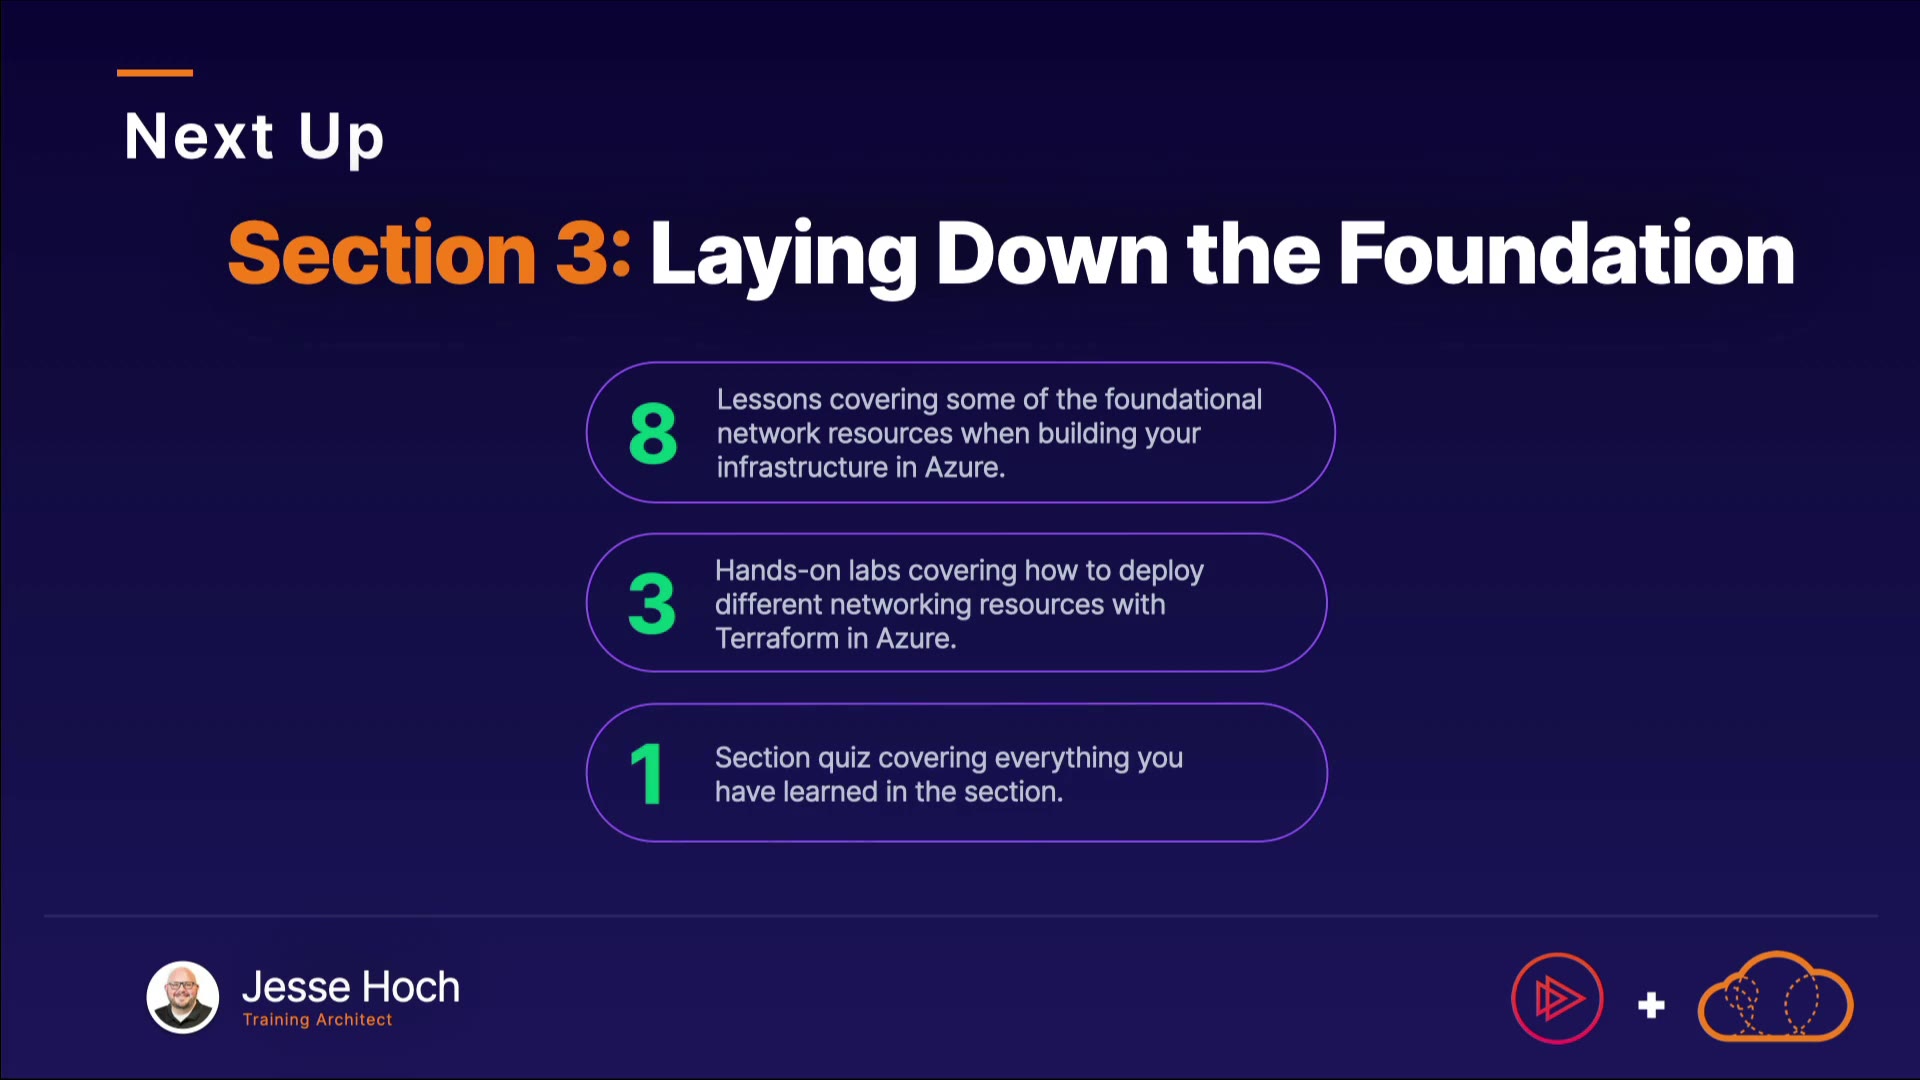 Next Up
Section 3: Laying Down the Foundation
8
Lessons covering some of the foundational
network resources when building your
infrastructure in Azure.
3
Hands-on labs covering how to deploy
different networking resources with
Terraform in Azure.
1
Section quiz covering everything you
have learned in the section.
Jesse Hoch
Training Architect
+